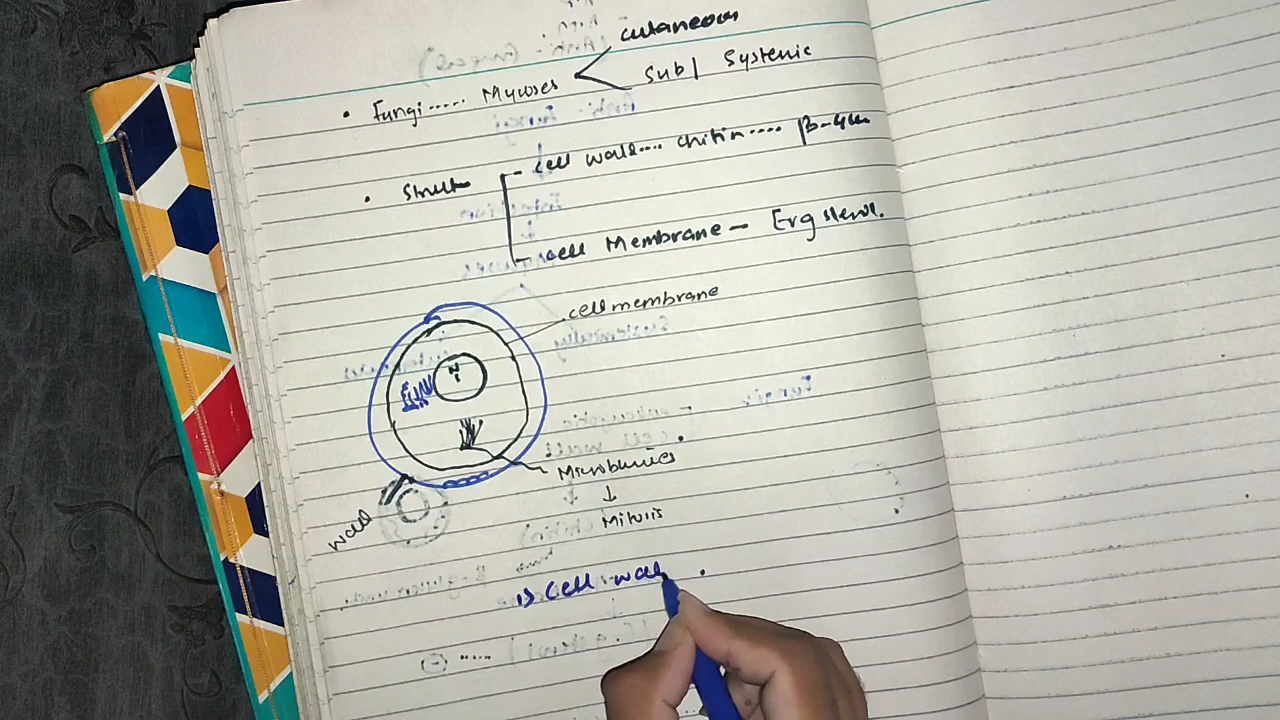 cutaneous
• Fungi..... Mycoses
Sub/ Systemic
- cell wall.... chitin.... β-Glu
• Struct
- cell Membrane - Ergsterol.
cell membrane
N
Microtubules
↓
Mitosis
wall
1) Cell wall